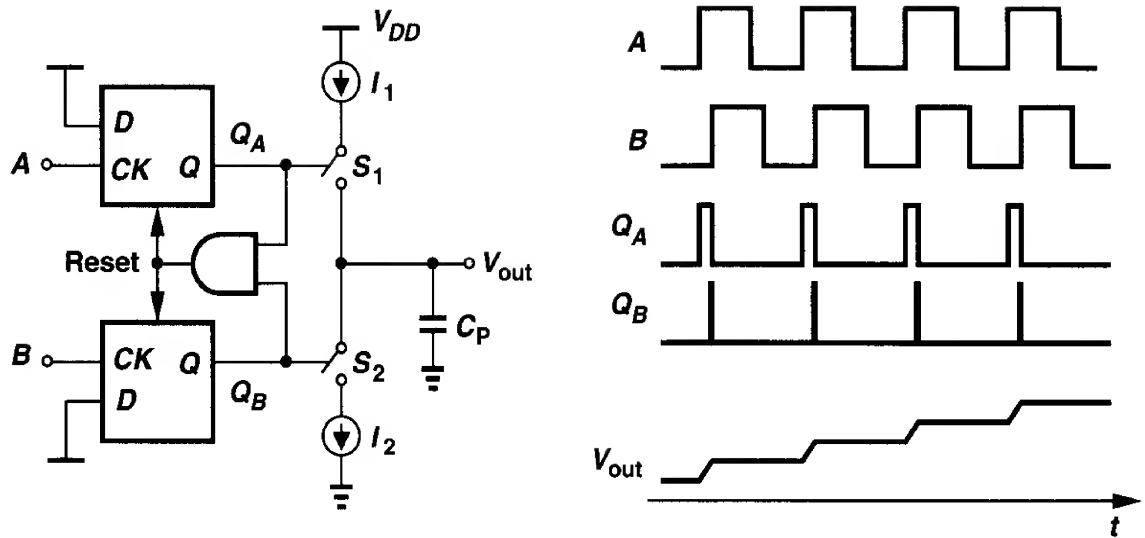 V_DD
I_1
D
Q_A
A
CK Q
S_1
Reset
V_out
C_P
B
CK Q
S_2
D
Q_B
I_2
A
B
Q_A
Q_B
V_out
t